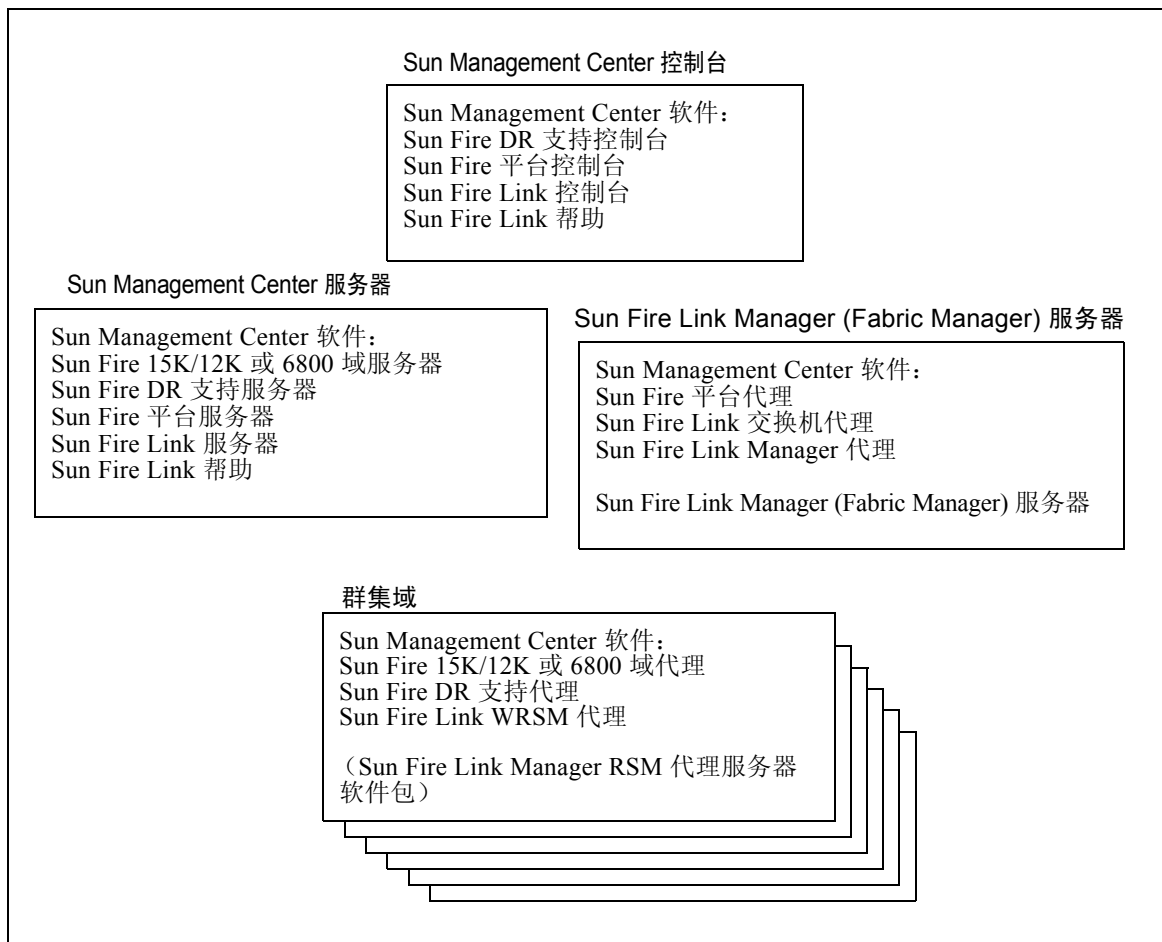 Sun Management Center 控制台
Sun Management Center 软件：
Sun Fire DR 支持控制台
Sun Fire 平台控制台
Sun Fire Link 控制台
Sun Fire Link 帮助
Sun Management Center 服务器
Sun Management Center 软件：
Sun Fire 15K/12K 或 6800 域服务器
Sun Fire DR 支持服务器
Sun Fire 平台服务器
Sun Fire Link 服务器
Sun Fire Link 帮助
Sun Fire Link Manager (Fabric Manager) 服务器
Sun Management Center 软件：
Sun Fire 平台代理
Sun Fire Link 交换机代理
Sun Fire Link Manager 代理
Sun Fire Link Manager (Fabric Manager) 服务器
群集域
Sun Management Center 软件：
Sun Fire 15K/12K 或 6800 域代理
Sun Fire DR 支持代理
Sun Fire Link WRSM 代理
（Sun Fire Link Manager RSM 代理服务器
软件包）